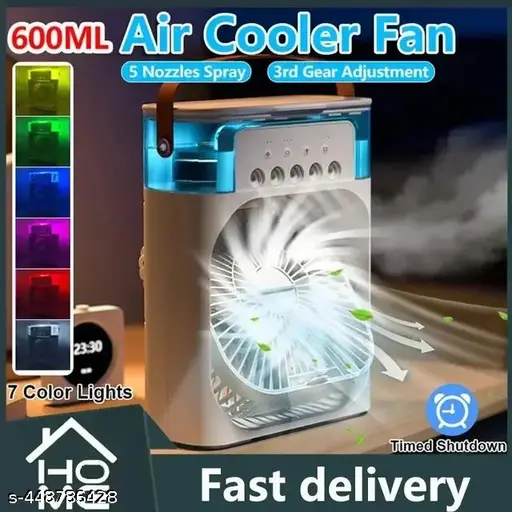 600ML Air Cooler Fan
5 Nozzles Spray
3rd Gear Adjustment
23:30
7 Color Lights
Timed Shutdown
HO
ME
s-448786428
Fast delivery